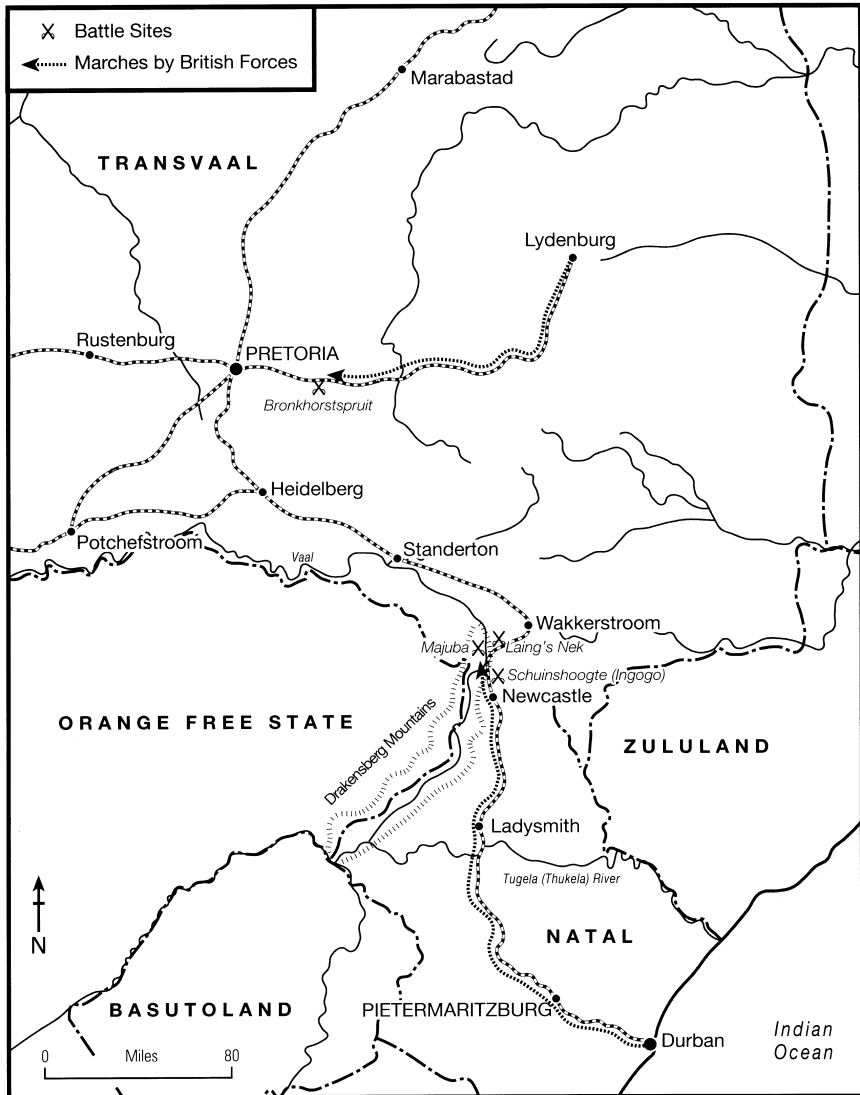 Battle Sites
Marches by British Forces
Marabastad
TRANSVAAL
Lydenburg
Rustenburg
PRETORIA
Bronkhorstspruit
Heidelberg
Potchefstroom
Vaal
Standerton
Wakkerstroom
Majuba
Laing's Nek
Schuinshoogte (Ingogo)
Newcastle
ORANGE FREE STATE
Drakensberg Mountains
ZULULAND
Ladysmith
Tugela (Thukela) River
N
NATAL
BASUTOLAND
PIETERMARITZBURG
Durban
Indian
Ocean
0 Miles 80